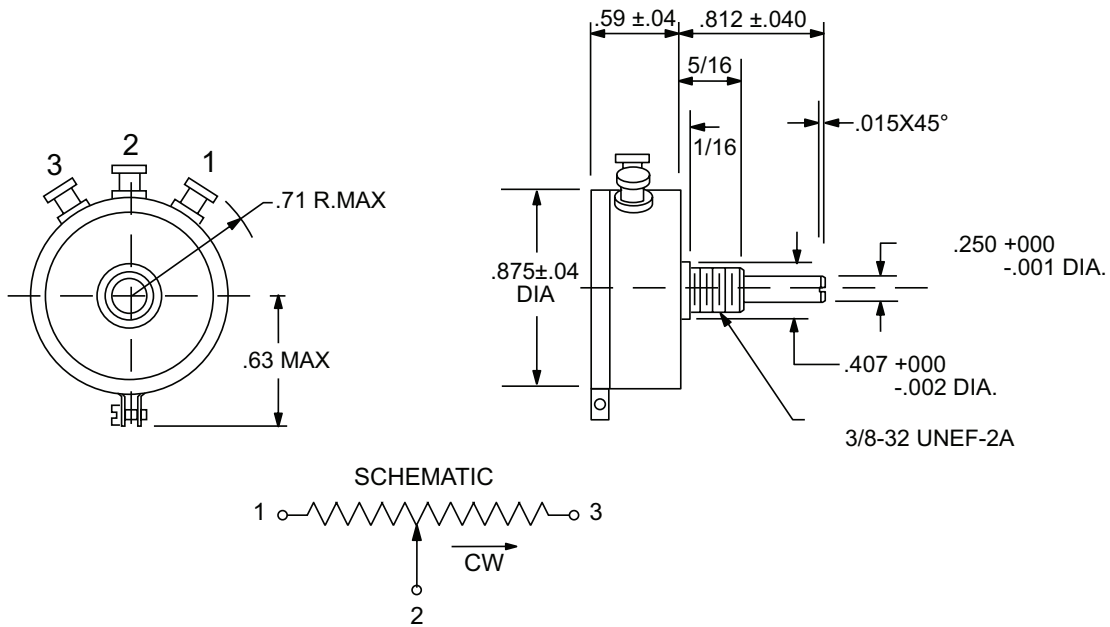 .59 ±.04
.812 ±.040
5/16
.015X45°
1/16
3
2
1
.71 R.MAX
.250 +000
-.001 DIA.
.875±.04
DIA
.63 MAX
.407 +000
-.002 DIA.
3/8-32 UNEF-2A
SCHEMATIC
1
3
CW
2